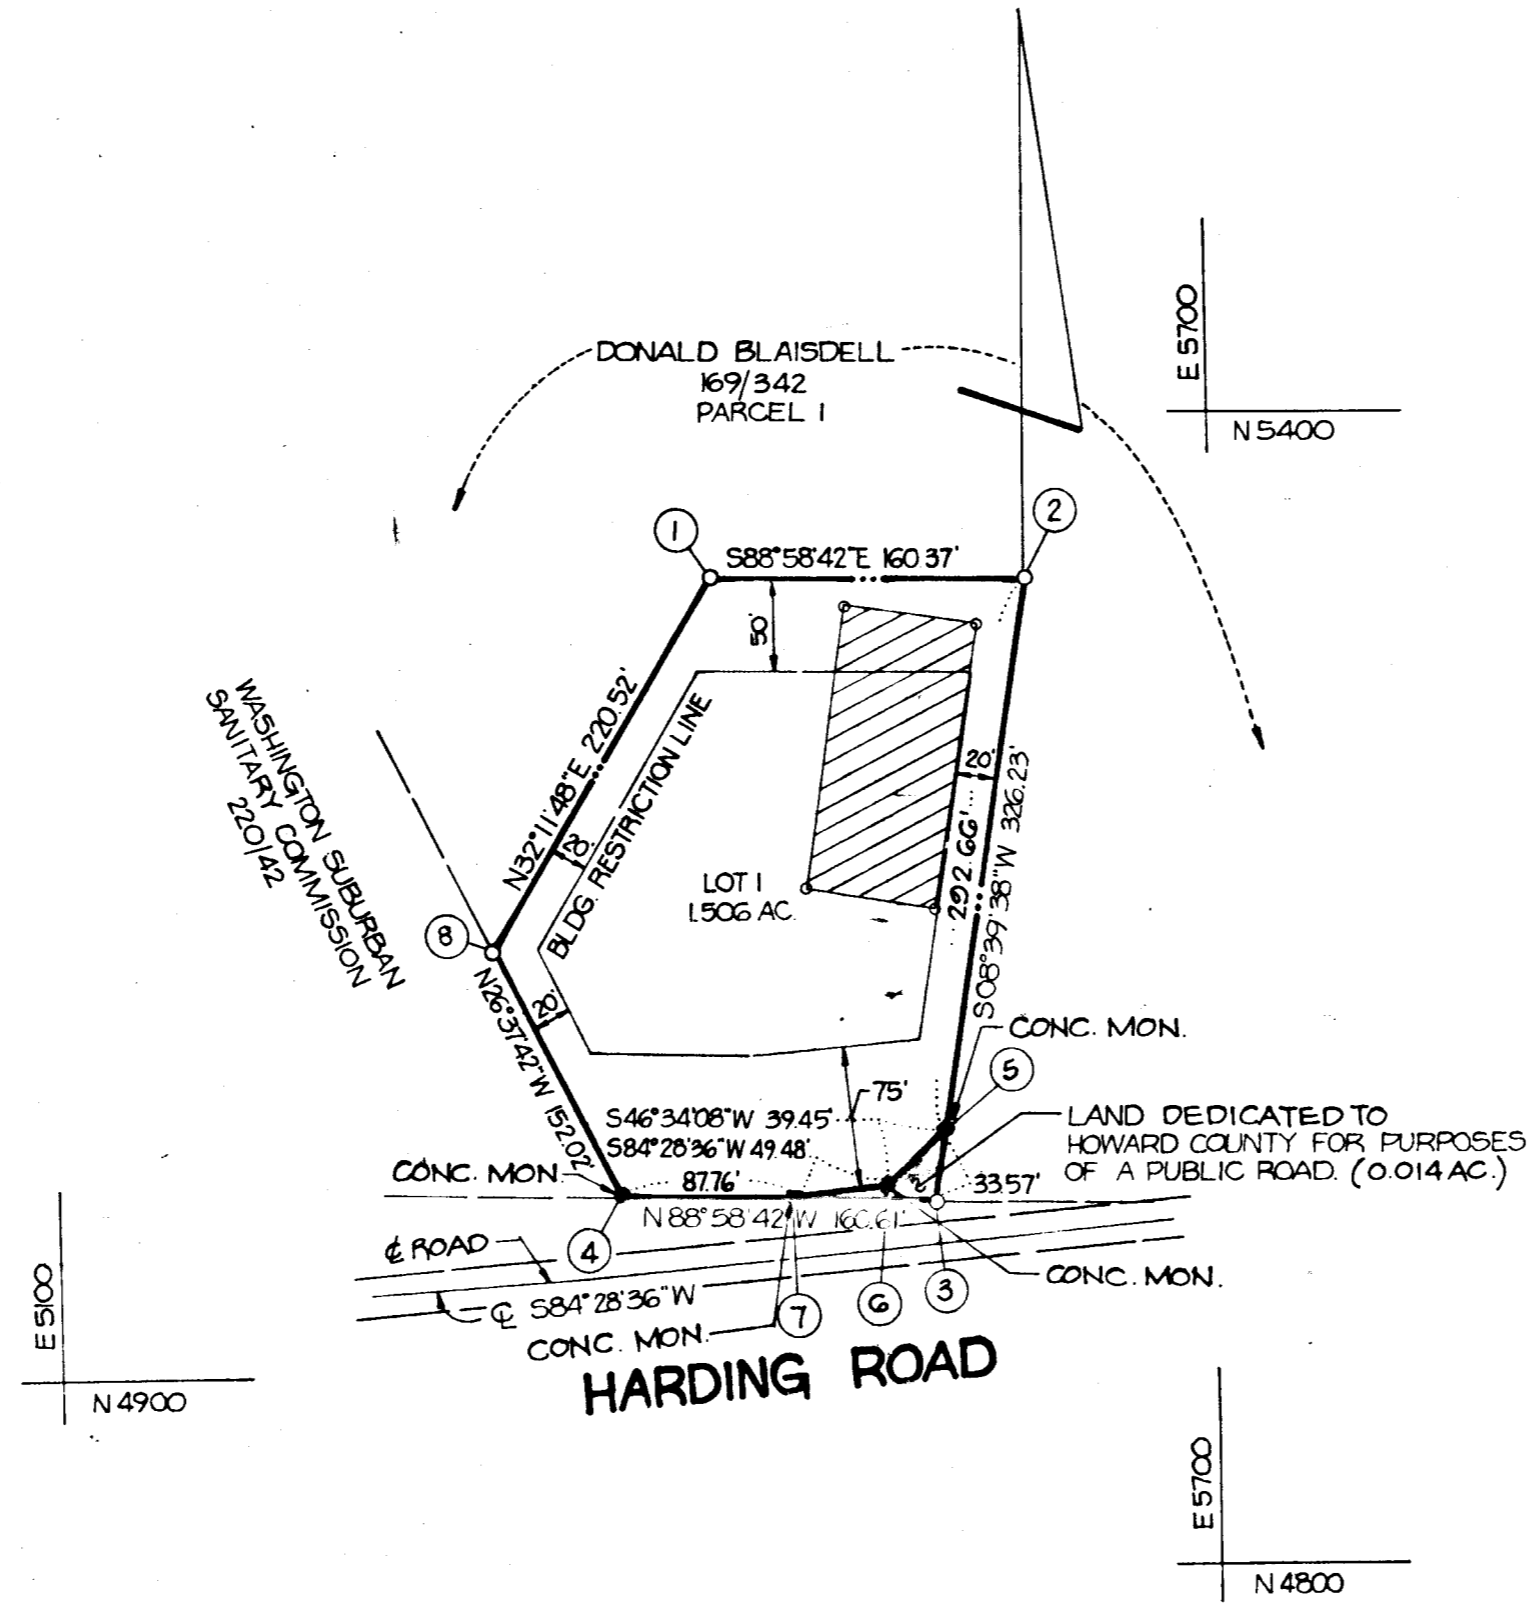 E 5700
N 5400
DONALD BLAISDELL
169/342
PARCEL 1
1
2
S88°58'42"E 160.37'
50'
N32°11'48"E 220.52'
20'
BLDG. RESTRICTION LINE
WASHINGTON SUBURBAN
SANITARY COMMISSION
220/42
8
LOT 1
1.506 AC.
20'
292.66'
S08°39'38"W 326.23'
N26°37'42"W 152.02'
20'
CONC. MON.
5
75'
S46°34'08"W 39.45'
S84°28'36"W 49.48'
LAND DEDICATED TO
HOWARD COUNTY FOR PURPOSES
OF A PUBLIC ROAD. (0.014 AC.)
CONC. MON.
87.76'
33.57'
N88°58'42"W 160.61'
4
℄ ROAD
℄ S84°28'36"W
CONC. MON.
7
6
3
CONC. MON.
HARDING ROAD
E 5100
N 4900
E 5700
N 4800